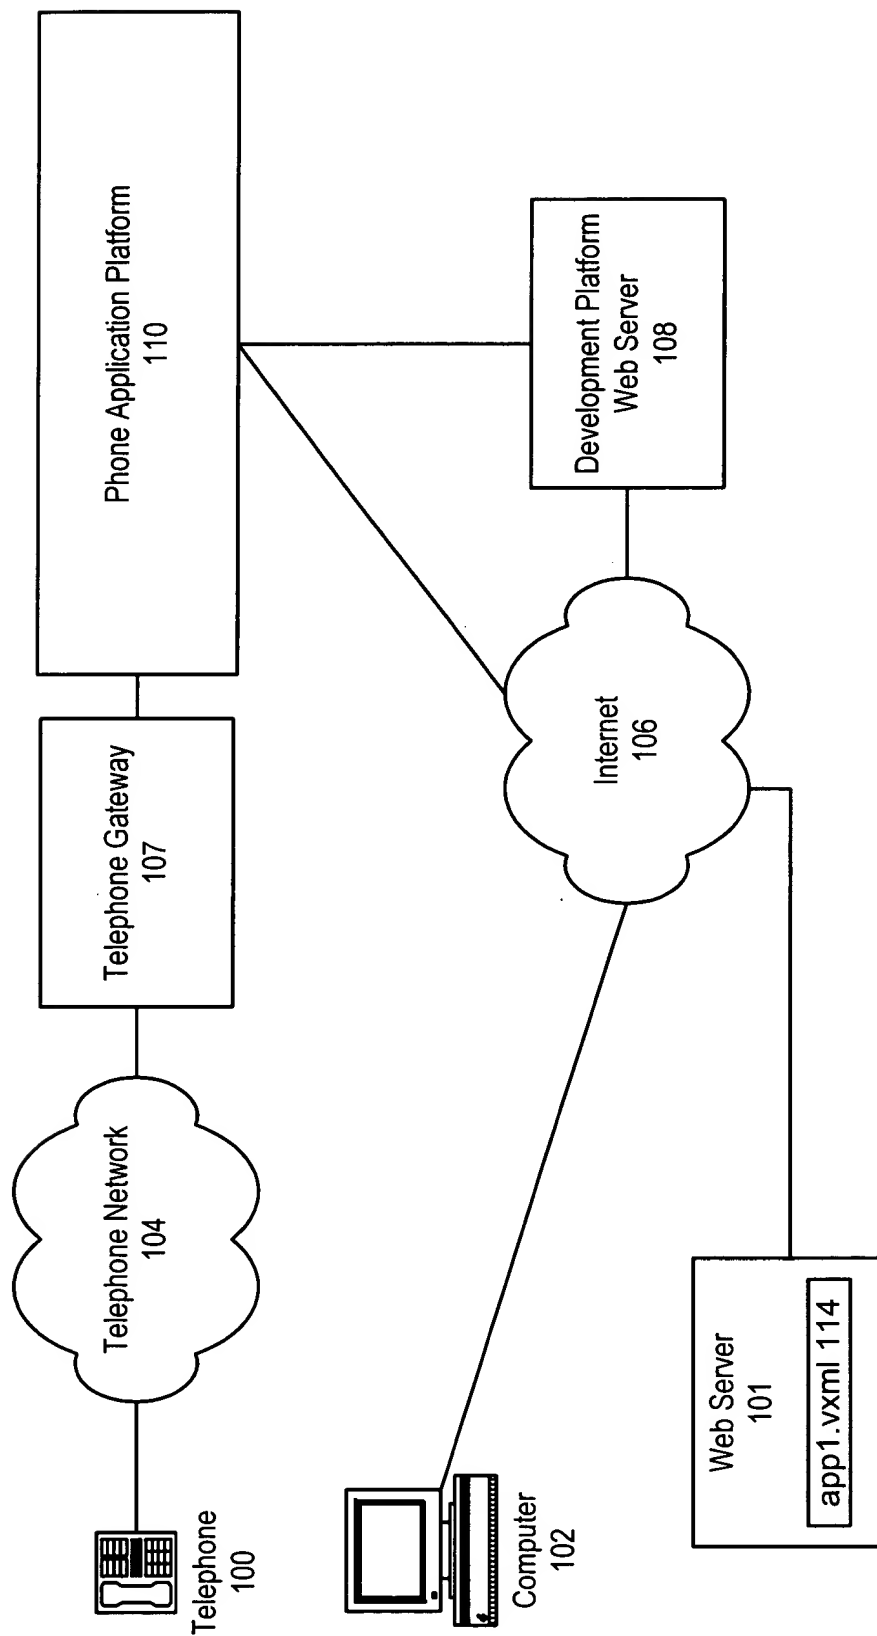 Telephone
100
Telephone Network
104
Telephone Gateway
107
Phone Application Platform
110
Computer
102
Internet
106
Development Platform
Web Server
108
Web Server
101
app1.vxml 114